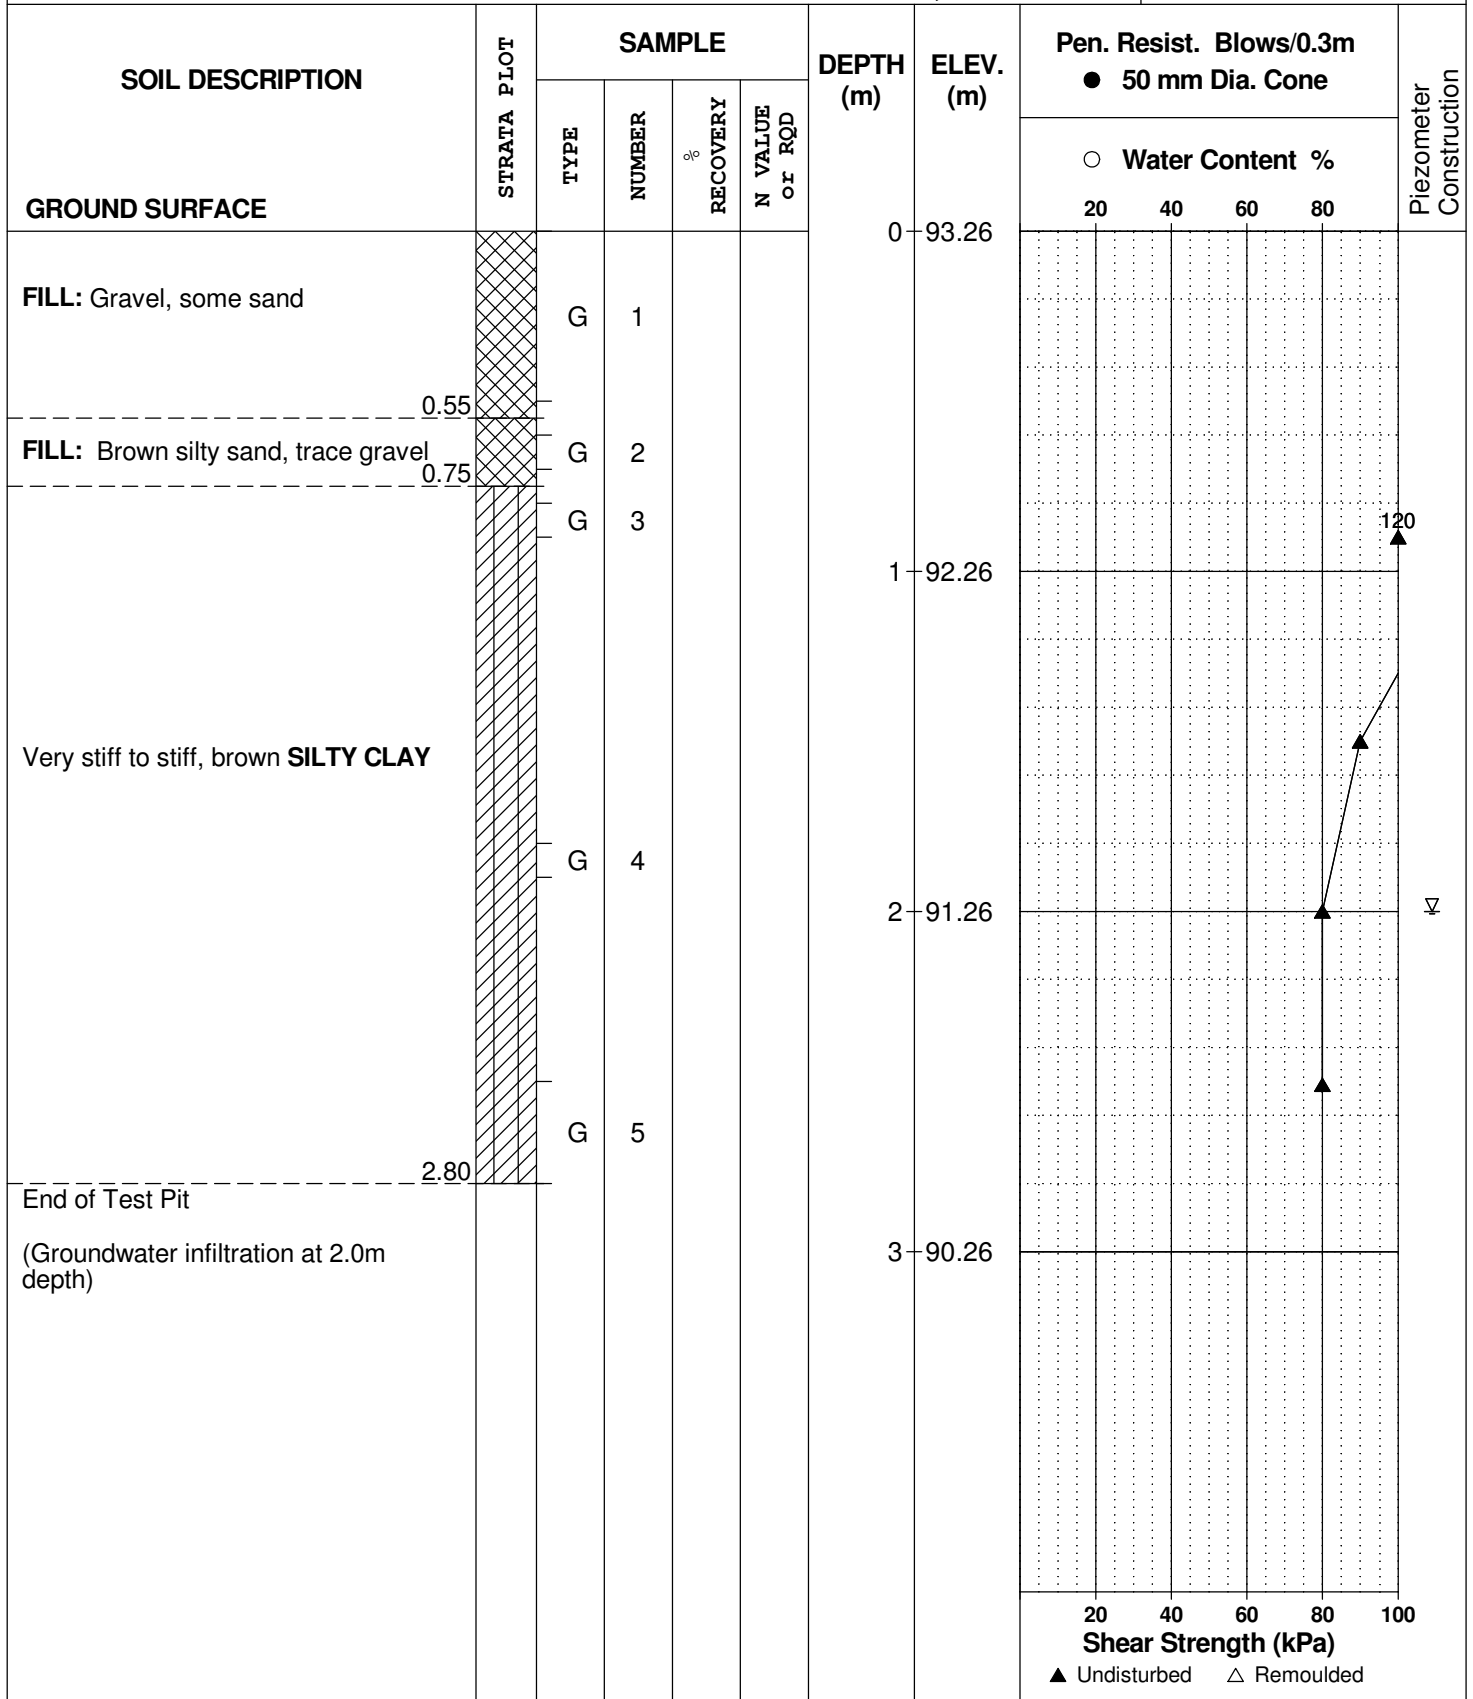 SOIL DESCRIPTION
GROUND SURFACE
STRATA PLOT
SAMPLE
TYPE
NUMBER
%
RECOVERY
N VALUE
or RQD
DEPTH
(m)
ELEV.
(m)
Pen. Resist. Blows/0.3m
● 50 mm Dia. Cone
○ Water Content %
20 40 60 80
Piezometer
Construction
0 93.26
FILL: Gravel, some sand
G 1
0.55
FILL: Brown silty sand, trace gravel
G 2
0.75
G 3
120
1 92.26
Very stiff to stiff, brown SILTY CLAY
G 4
2 91.26
G 5
2.80
End of Test Pit
(Groundwater infiltration at 2.0m
depth)
3 90.26
20 40 60 80 100
Shear Strength (kPa)
▲ Undisturbed △ Remoulded